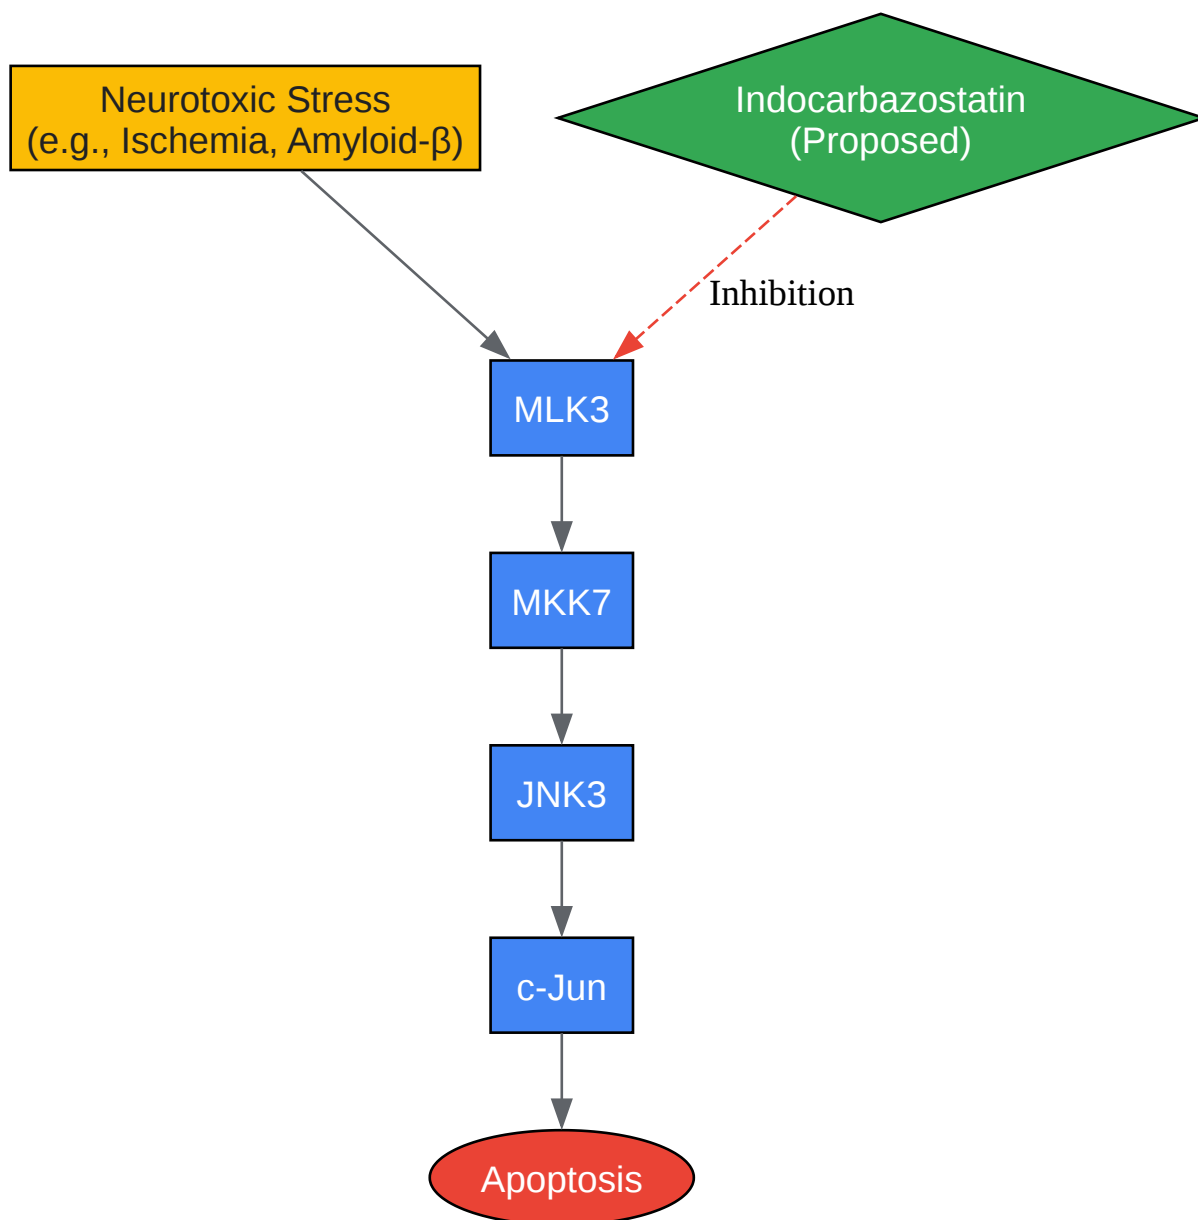 Neurotoxic Stress
(e.g., Ischemia, Amyloid-β)
Indocarbazostatin
(Proposed)
Inhibition
MLK3
MKK7
JNK3
c-Jun
Apoptosis